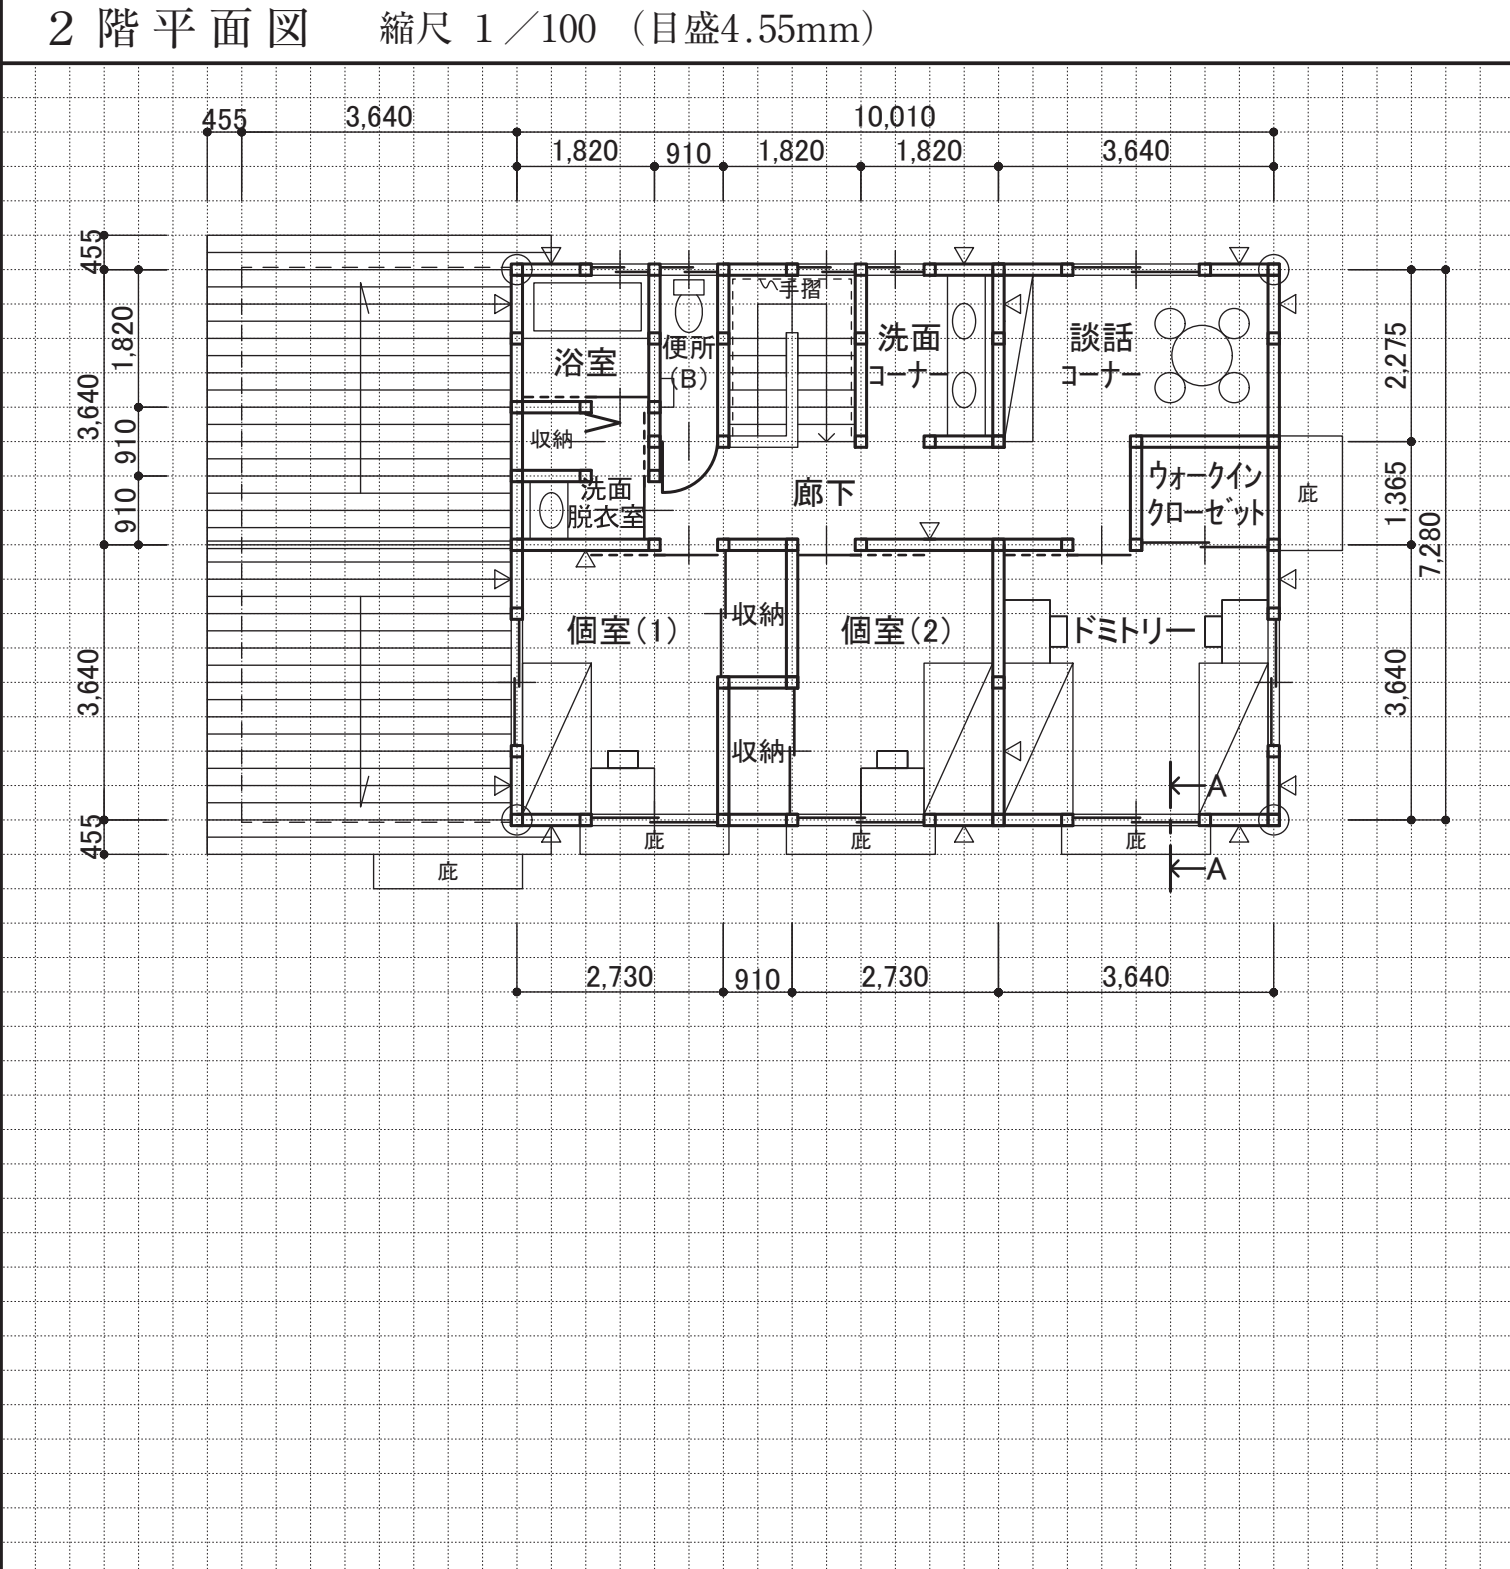 2階平面図 縮尺 1／100 (目盛4.55mm)
455 3,640 10,010
1,820 910 1,820 1,820 3,640
455
1,820
3,640
910
910
3,640
455
手摺
浴室
便所
(B)
洗面
コーナー
談話
コーナー
収納
洗面
脱衣室
廊下
ウォークイン
クローゼット
庇
個室(1)
収納
個室(2)
ドミトリー
収納
A
庇
庇
庇
A
庇
2,275
1,365
7,280
3,640
2,730 910 2,730 3,640